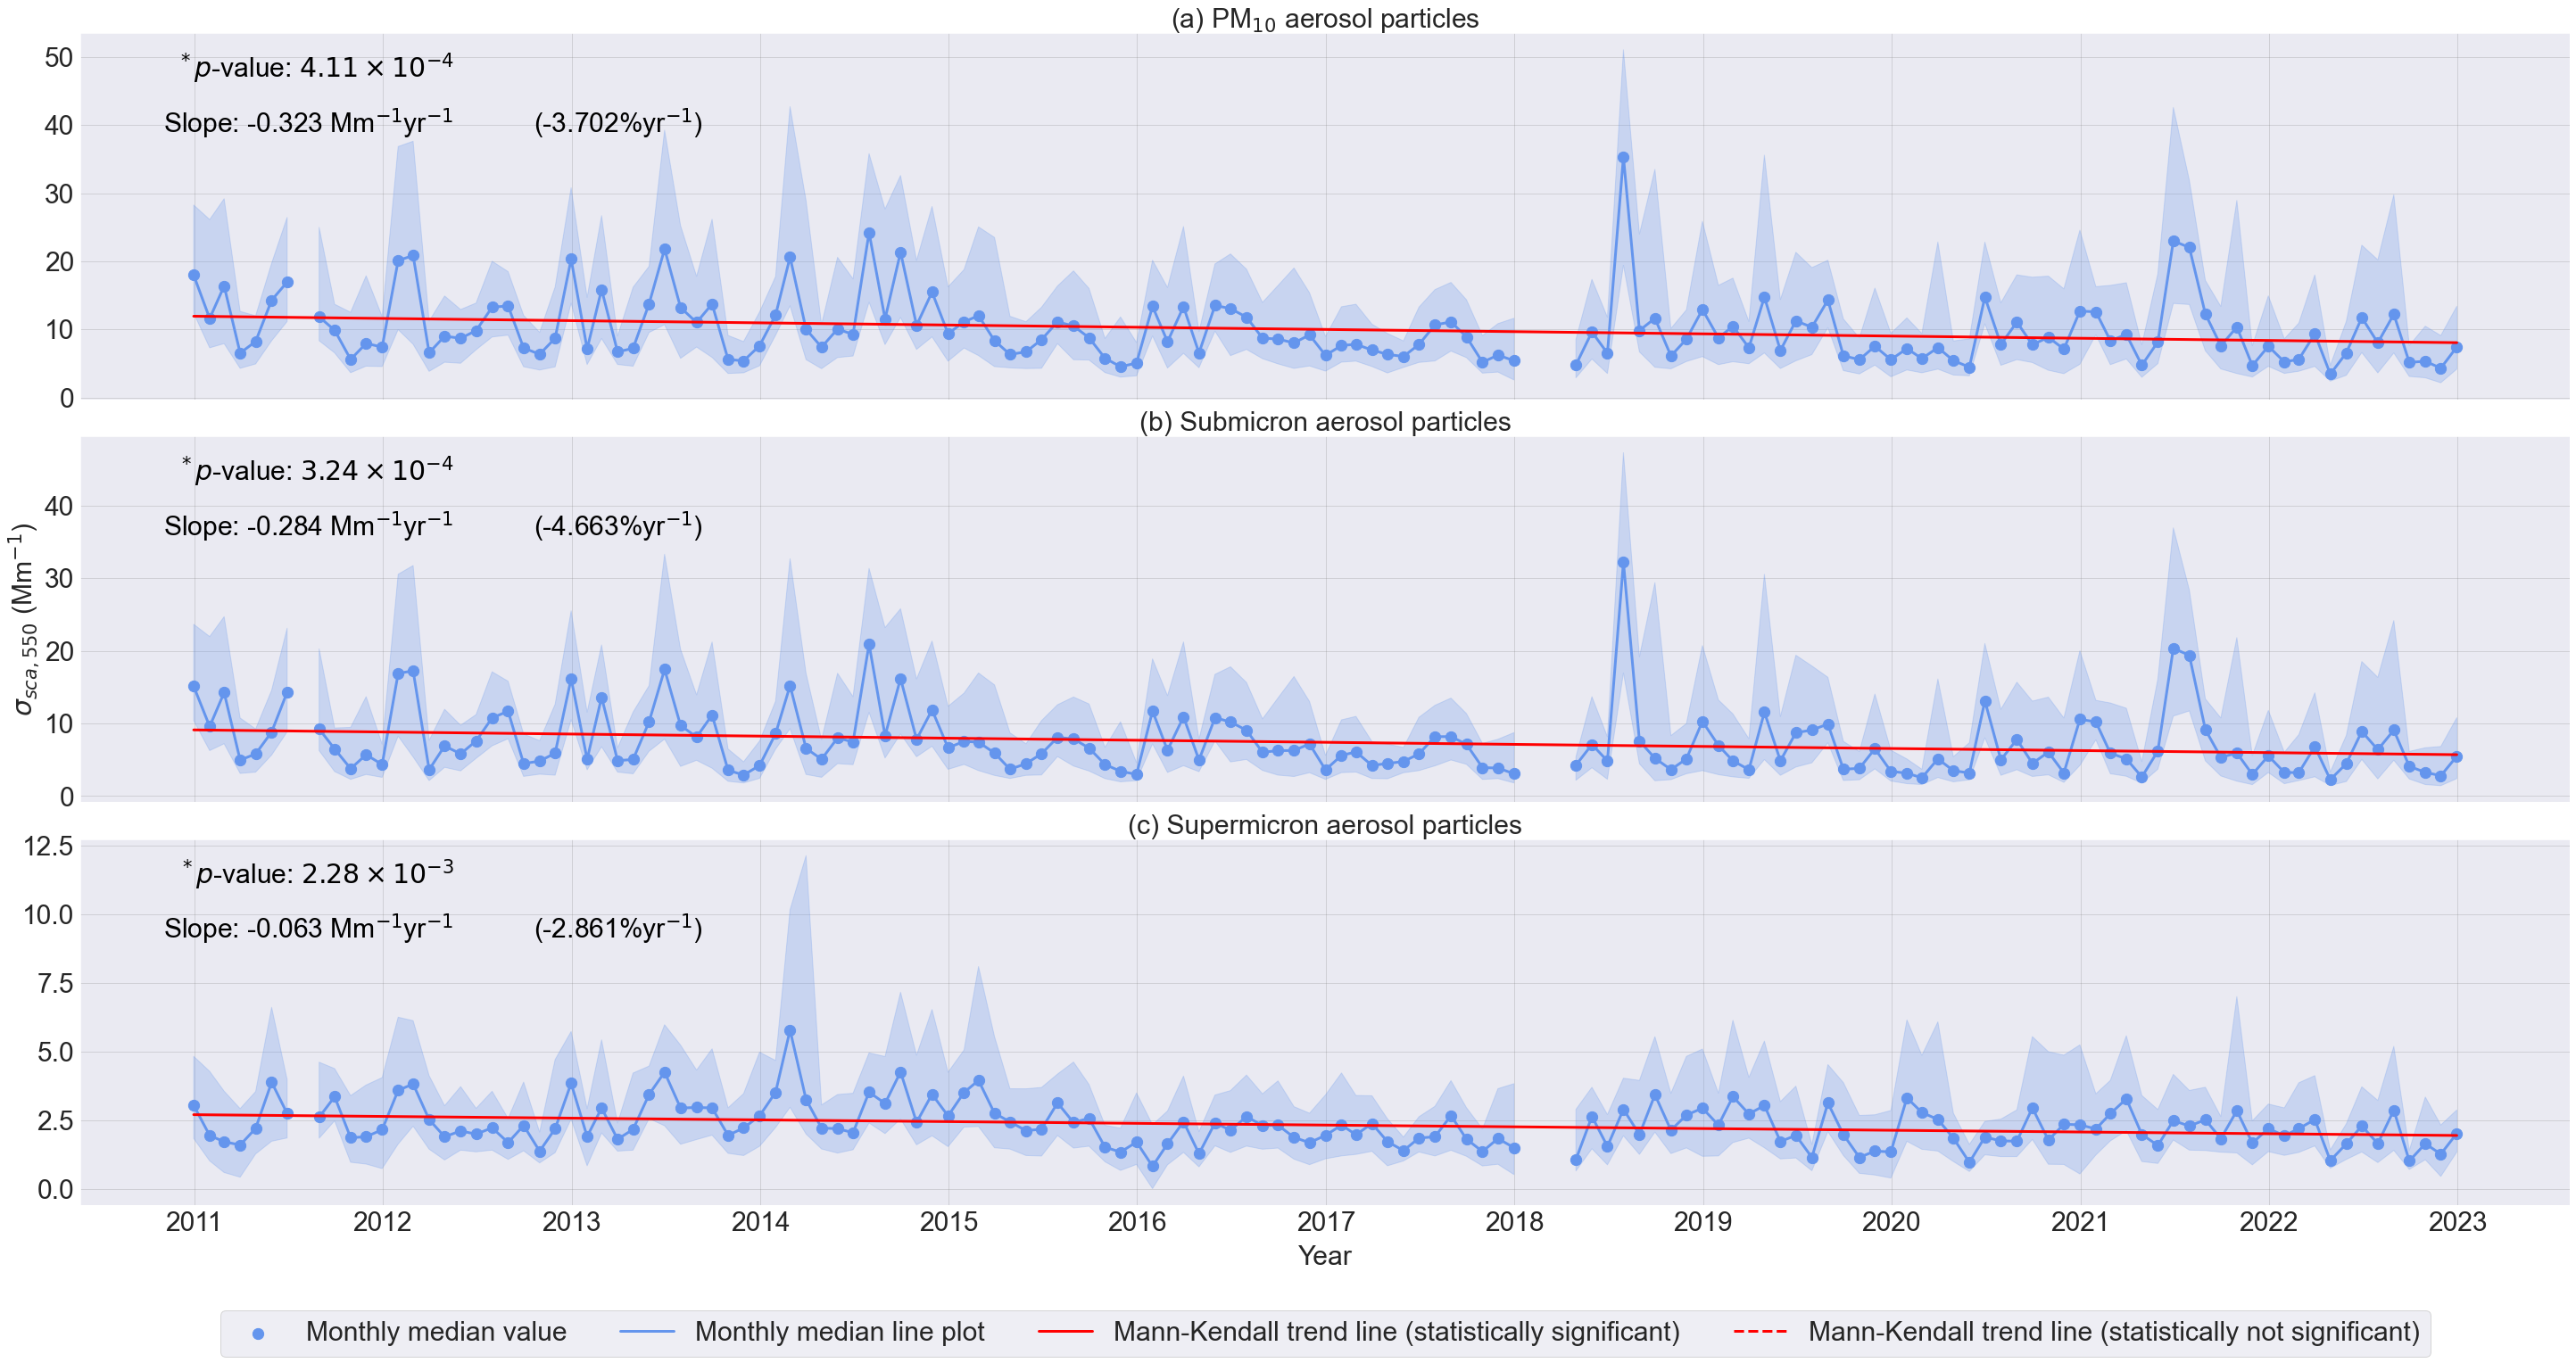 (a) PM₁₀ aerosol particles
50
40
30
20
10
0
*p-value: 4.11 × 10⁻⁴
Slope: -0.323 Mm⁻¹yr⁻¹ (-3.702%yr⁻¹)
(b) Submicron aerosol particles
40
30
20
10
0
*p-value: 3.24 × 10⁻⁴
Slope: -0.284 Mm⁻¹yr⁻¹ (-4.663%yr⁻¹)
σsca, 550 (Mm⁻¹)
(c) Supermicron aerosol particles
12.5
10.0
7.5
5.0
2.5
0.0
*p-value: 2.28 × 10⁻³
Slope: -0.063 Mm⁻¹yr⁻¹ (-2.861%yr⁻¹)
2011 2012 2013 2014 2015 2016 2017 2018 2019 2020 2021 2022 2023
Year
Monthly median value Monthly median line plot Mann-Kendall trend line (statistically significant) Mann-Kendall trend line (statistically not significant)